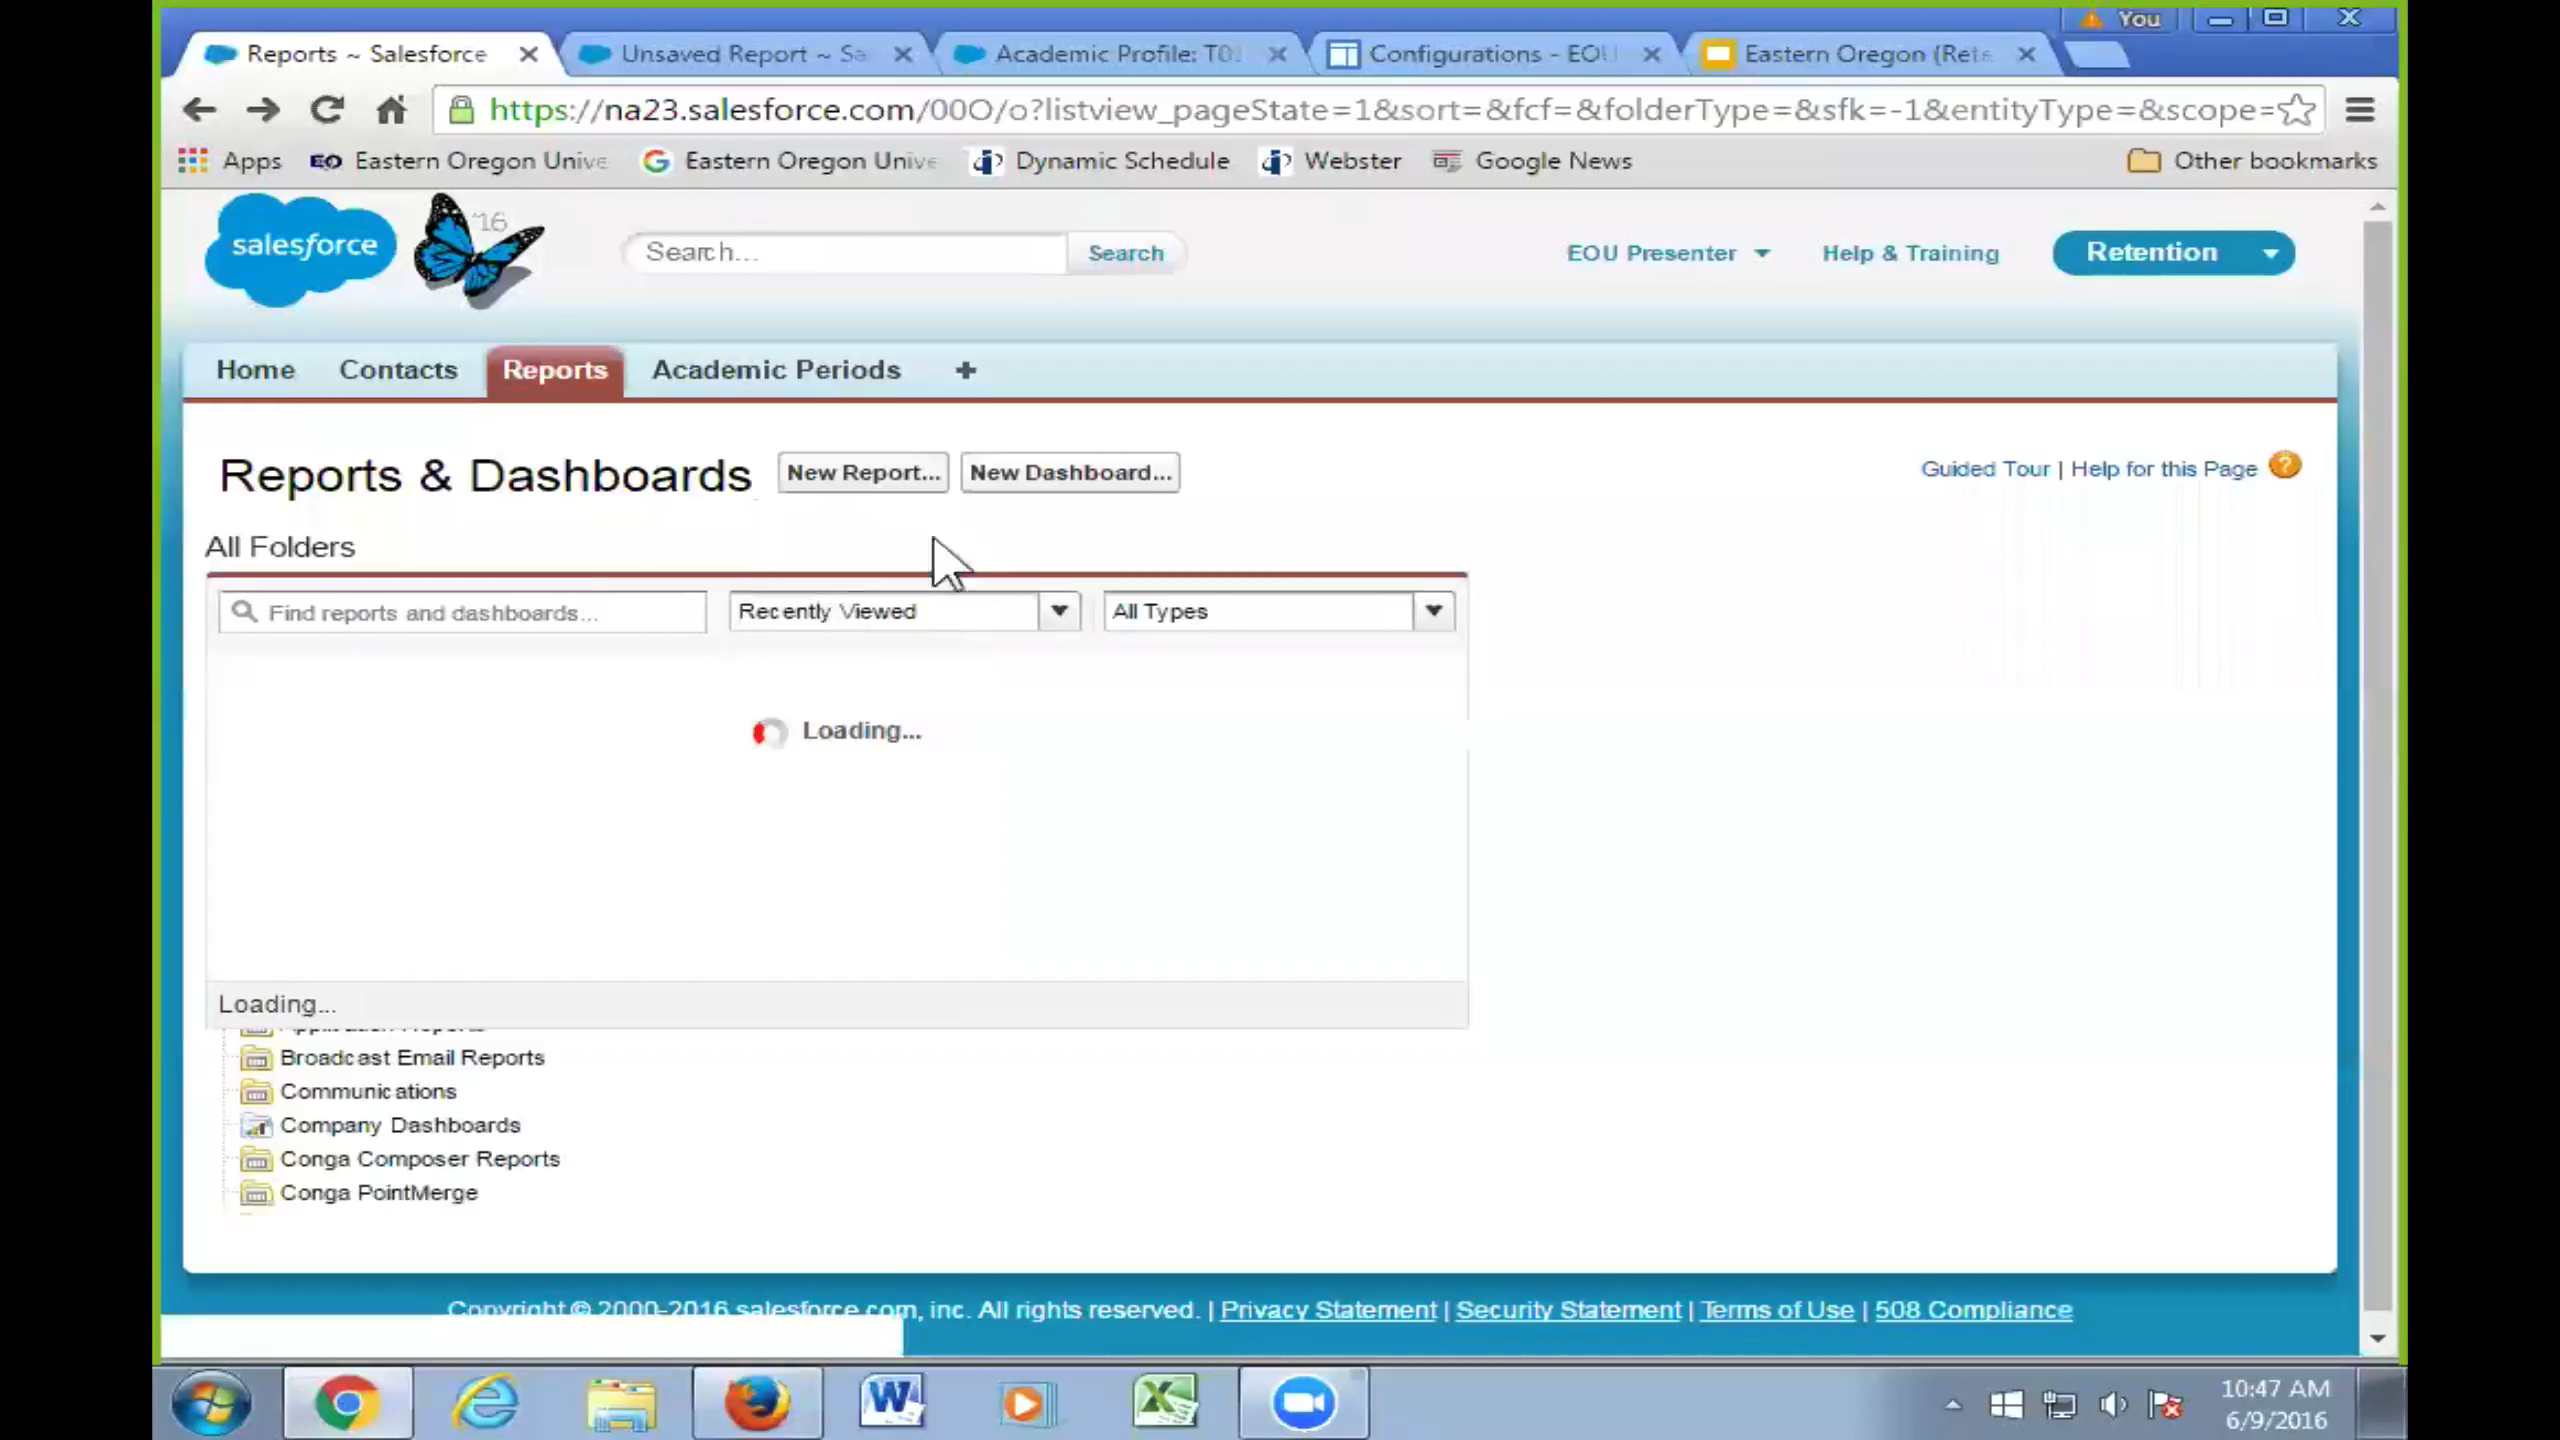 You
Reports ~ Salesforce
Unsaved Report ~ Sa
Academic Profile: T0
Configurations - EOU
Eastern Oregon (Rete
https://na23.salesforce.com/00O/o?listview_pageState=1&sort=&fcf=&folderType=&sfk=-1&entityType=&scope=
Apps
Eastern Oregon Unive
Eastern Oregon Unive
Dynamic Schedule
Webster
Google News
Other bookmarks
salesforce
'16
Search...
Search
EOU Presenter
Help & Training
Retention
Home
Contacts
Reports
Academic Periods
Reports & Dashboards
New Report...
New Dashboard...
Guided Tour | Help for this Page
All Folders
Find reports and dashboards...
Recently Viewed
All Types
Loading...
Loading...
Application Reports
Broadcast Email Reports
Communications
Company Dashboards
Conga Composer Reports
Conga PointMerge
Copyright © 2000-2016 salesforce.com, inc. All rights reserved. | Privacy Statement | Security Statement | Terms of Use | 508 Compliance
10:47 AM
6/9/2016